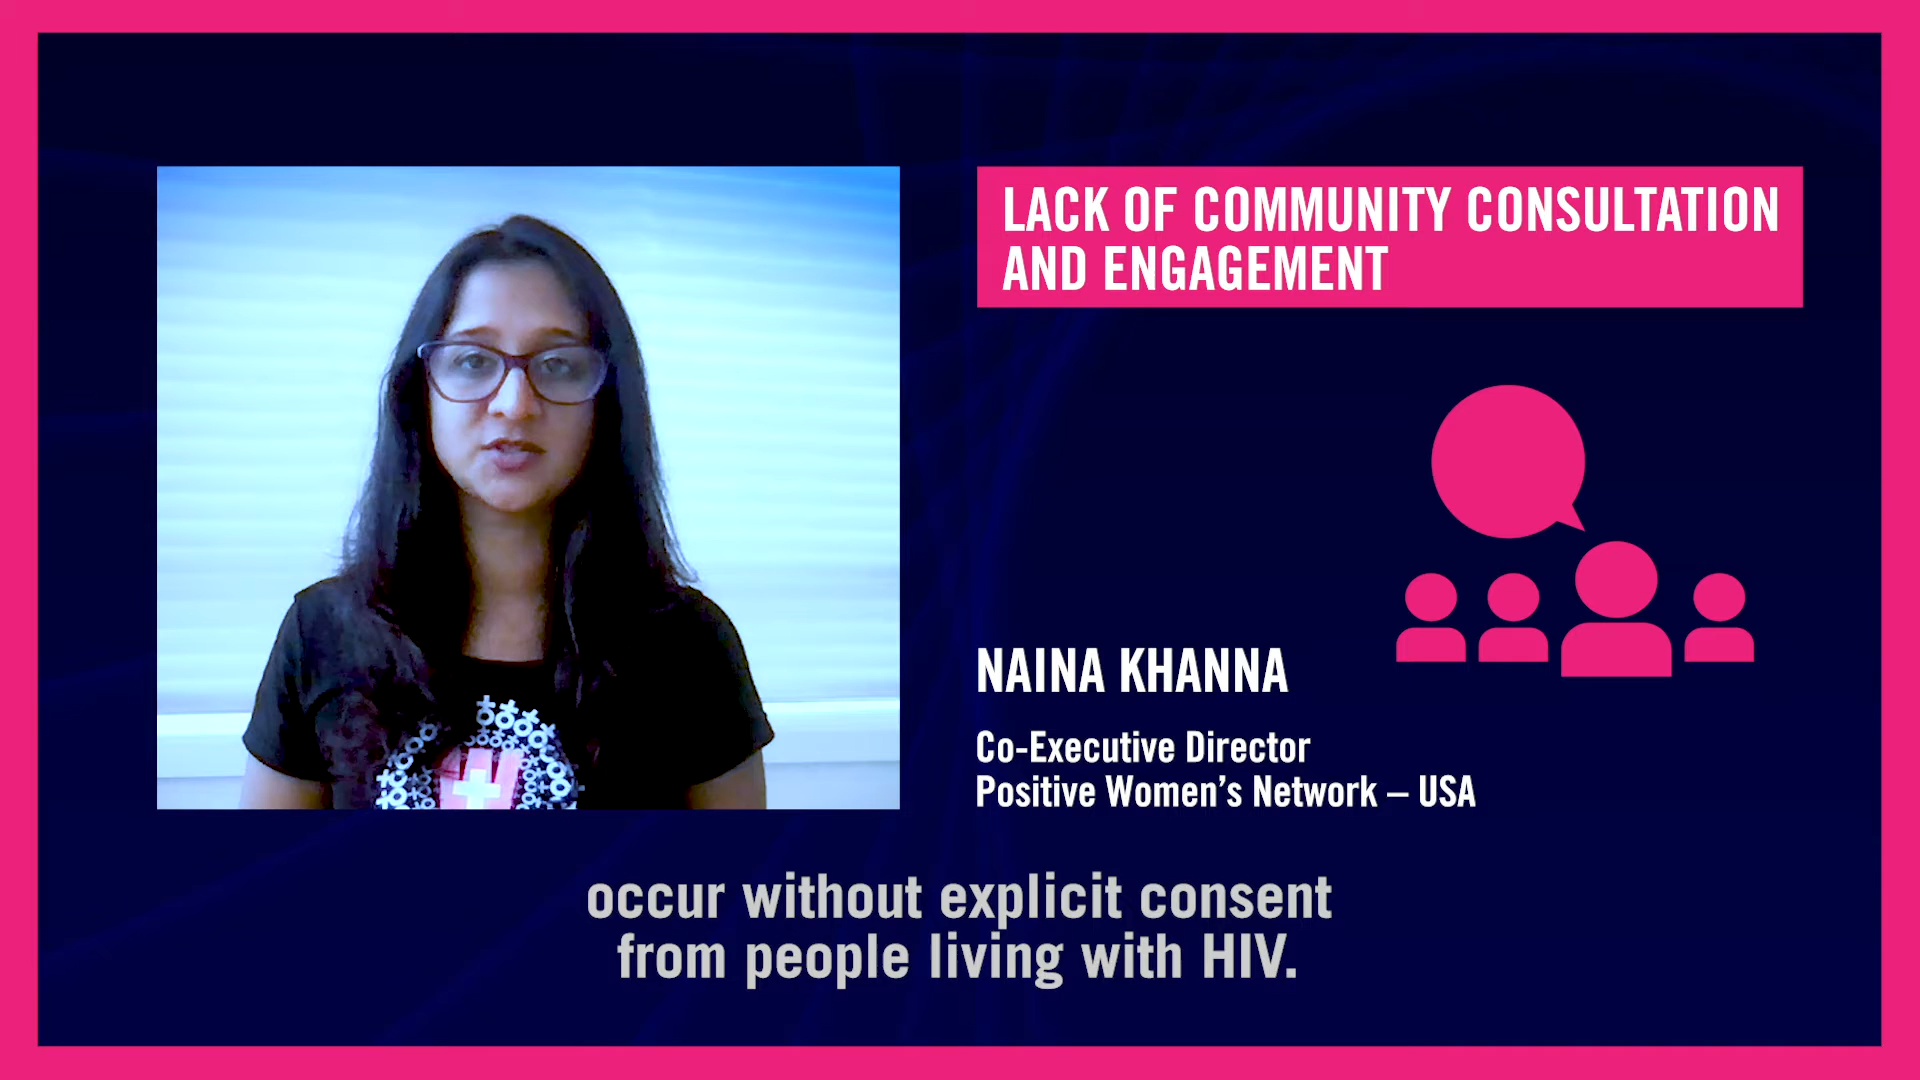 LACK OF COMMUNITY CONSULTATION
AND ENGAGEMENT
NAINA KHANNA
Co-Executive Director
Positive Women’s Network – USA
occur without explicit consent
from people living with HIV.